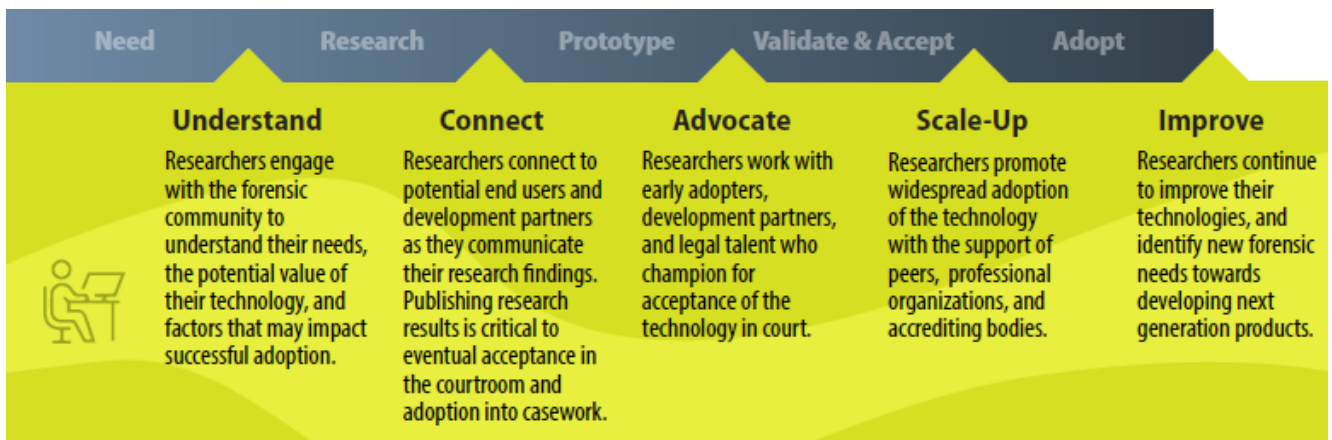 Need Research Prototype Validate & Accept Adopt
Understand
Researchers engage
with the forensic
community to
understand their needs,
the potential value of
their technology, and
factors that may impact
successful adoption.
Connect
Researchers connect to
potential end users and
development partners
as they communicate
their research findings.
Publishing research
results is critical to
eventual acceptance in
the courtroom and
adoption into casework.
Advocate
Researchers work with
early adopters,
development partners,
and legal talent who
champion for
acceptance of the
technology in court.
Scale-Up
Researchers promote
widespread adoption
of the technology
with the support of
peers, professional
organizations, and
accrediting bodies.
Improve
Researchers continue
to improve their
technologies, and
identify new forensic
needs towards
developing next
generation products.